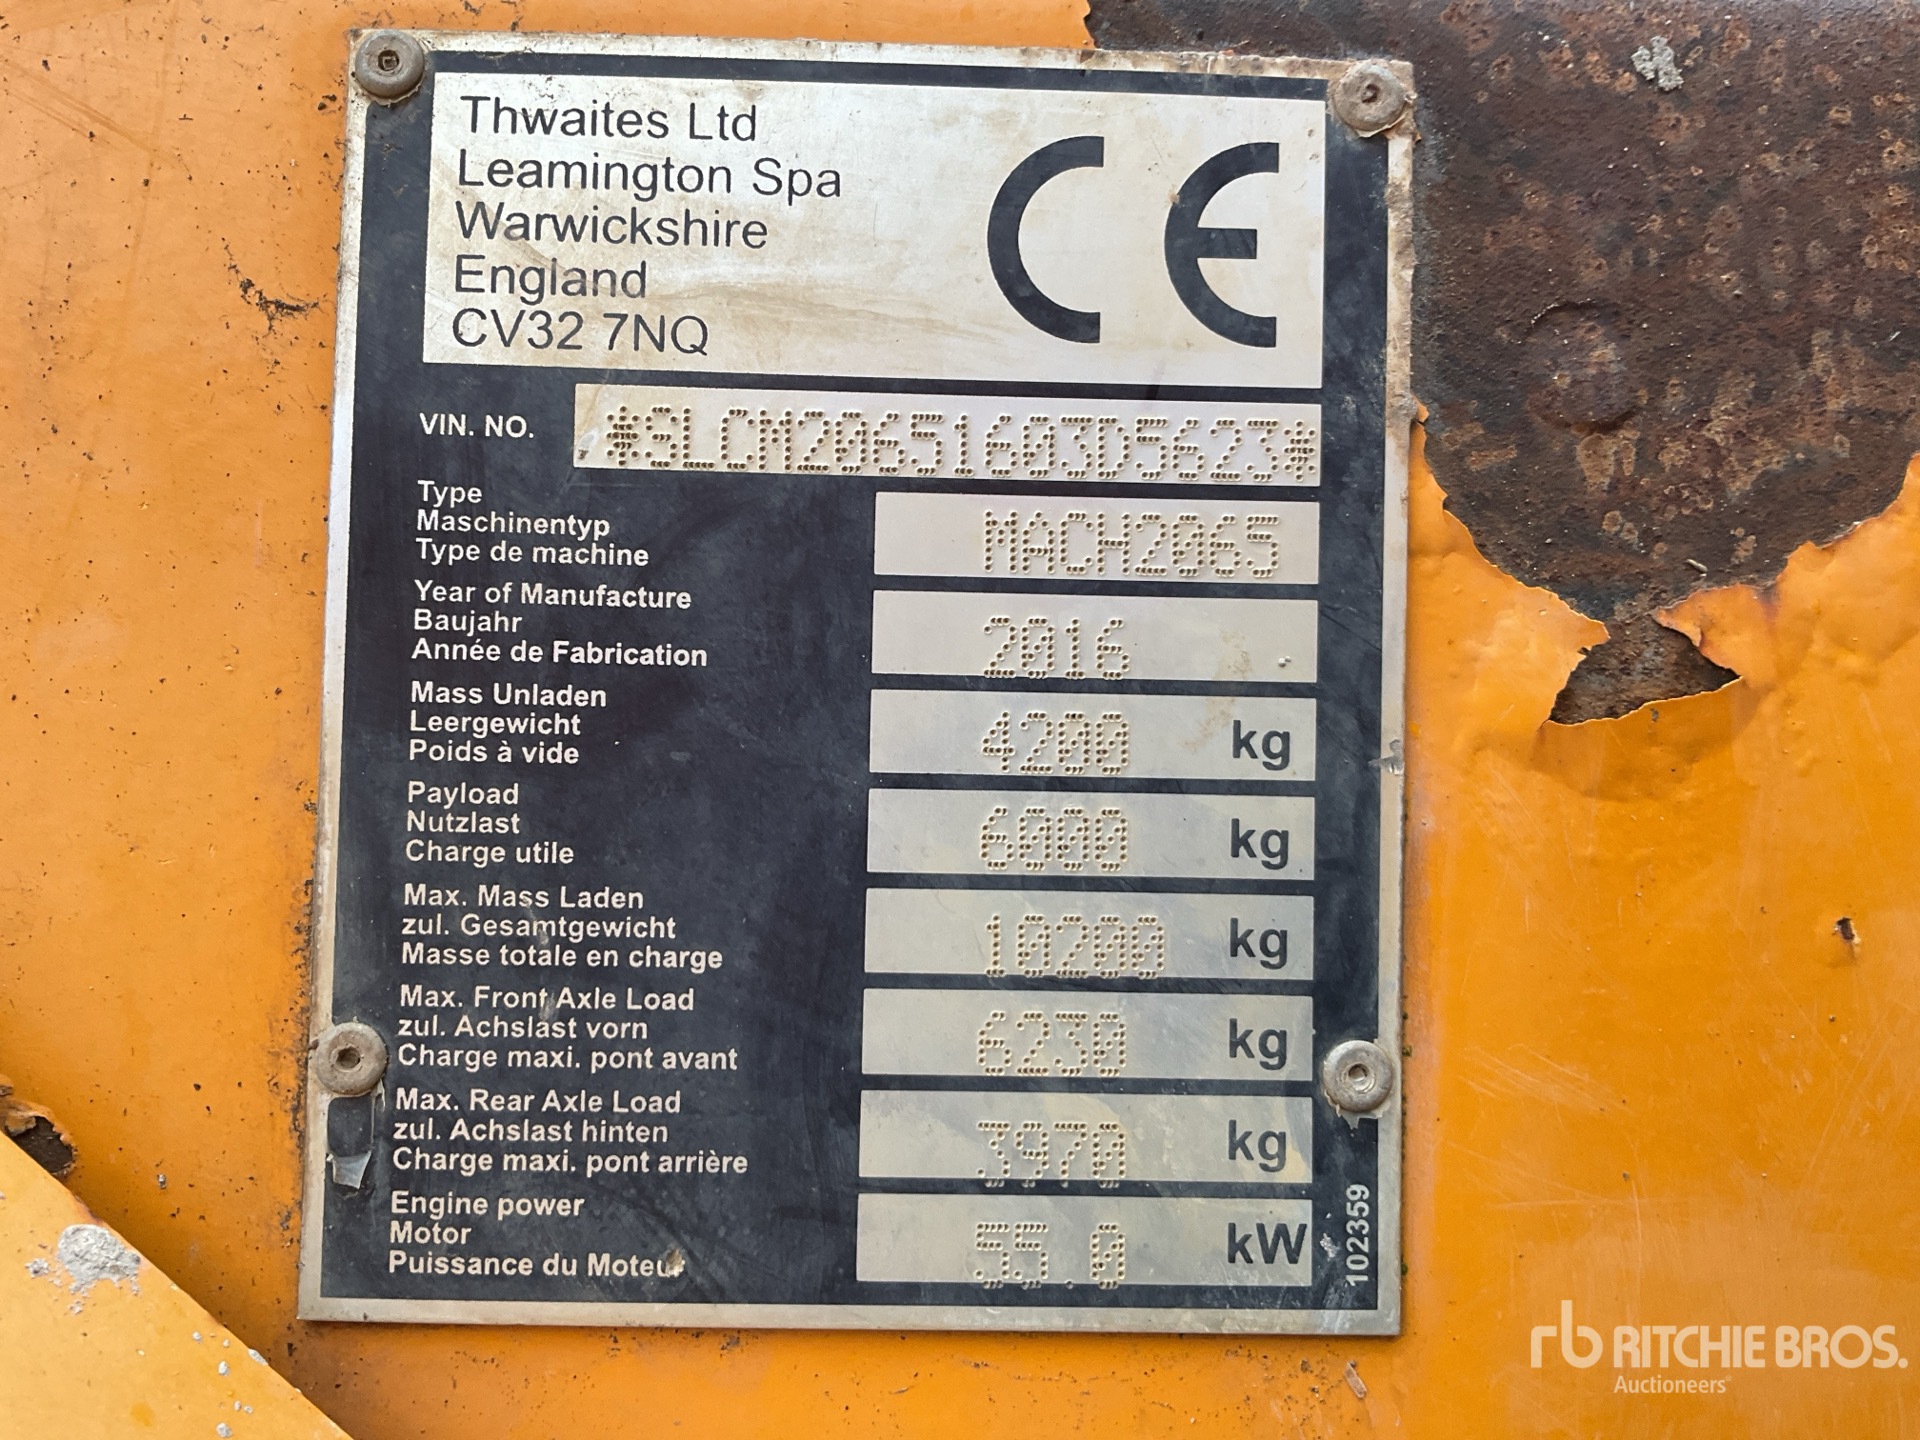 Thwaites Ltd
Leamington Spa
Warwickshire
England
CV32 7NQ
CE
VIN. NO. *SLCM20651603D5623*
Type
Maschinentyp
Type de machine
MACH2065
Year of Manufacture
Baujahr
Année de Fabrication
2016
Mass Unladen
Leergewicht
Poids à vide
4200 kg
Payload
Nutzlast
Charge utile
6000 kg
Max. Mass Laden
zul. Gesamtgewicht
Masse totale en charge
10200 kg
Max. Front Axle Load
zul. Achslast vorn
Charge maxi. pont avant
6230 kg
Max. Rear Axle Load
zul. Achslast hinten
Charge maxi. pont arrière
3970 kg
Engine power
Motor
Puissance du Moteur
55.0 kW
102359
rb RITCHIE BROS.
Auctioneers